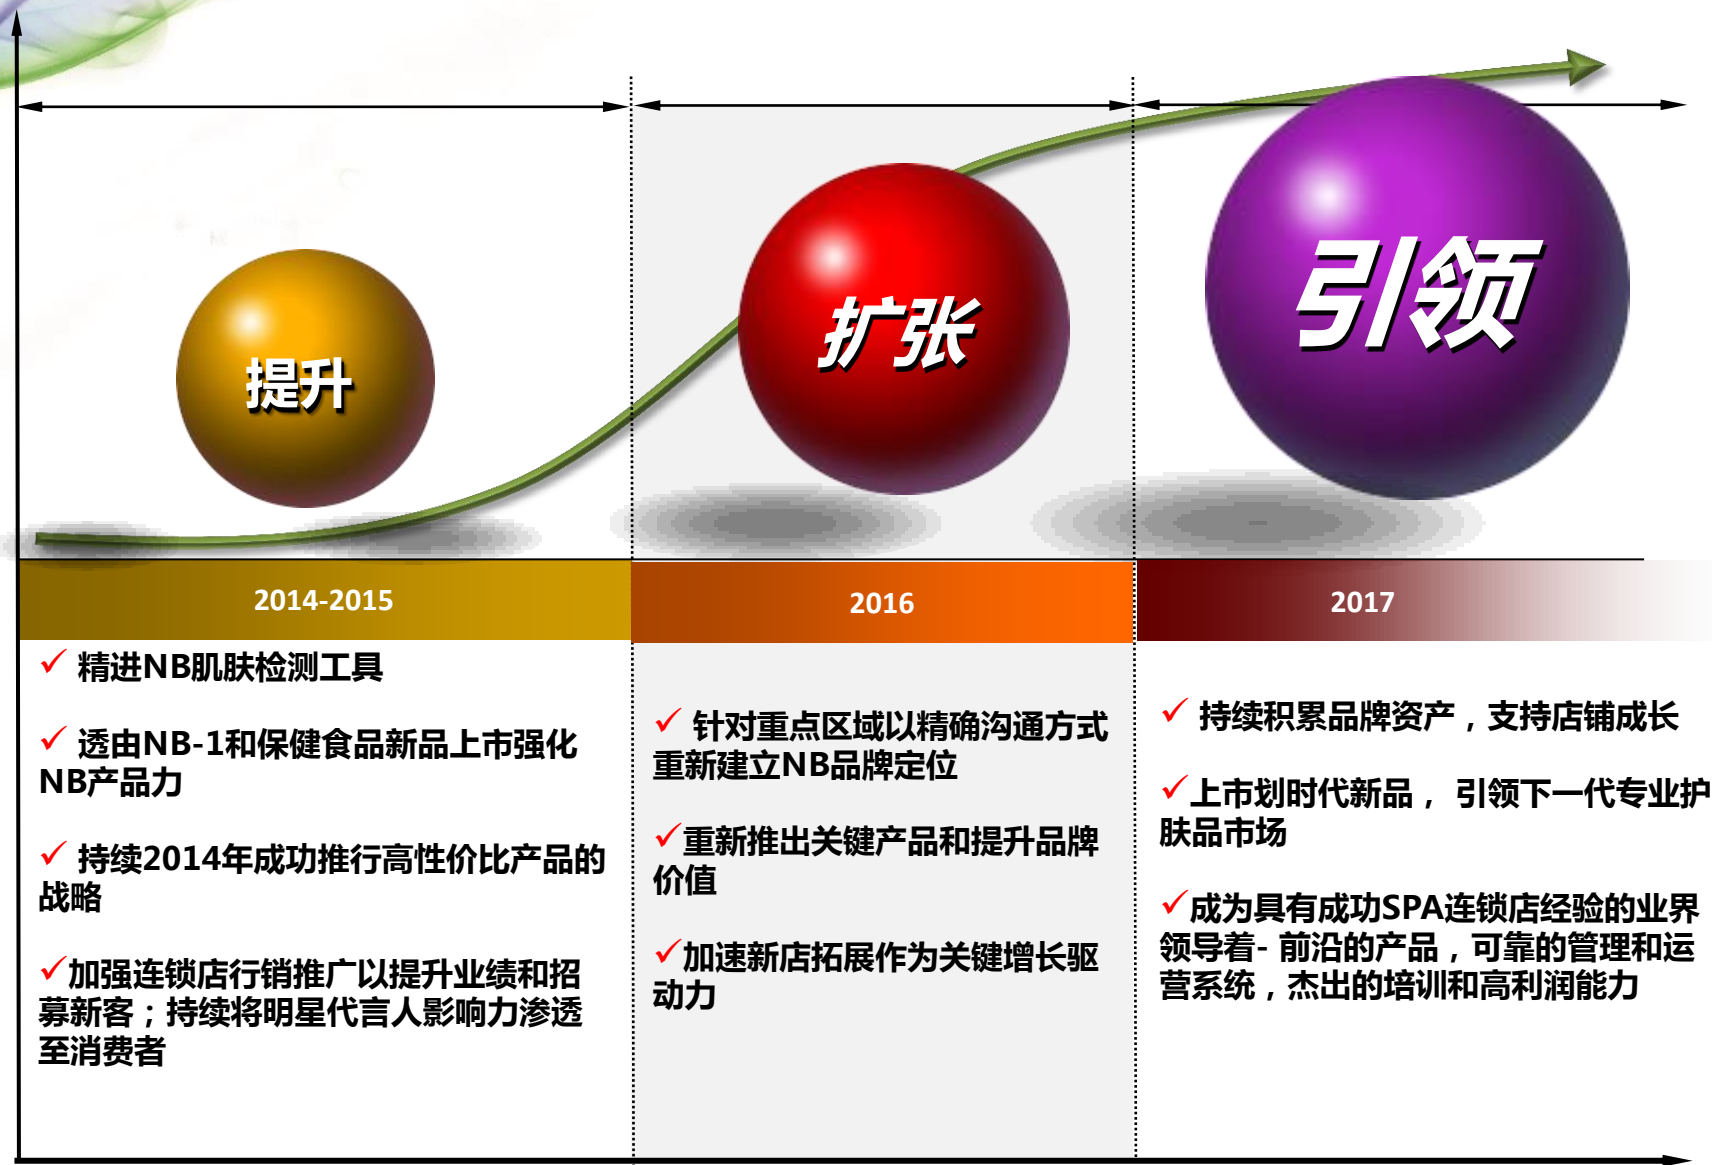 提升
扩张
引领
2014-2015
2016
2017
✓ 精进NB肌肤检测工具
✓ 透由NB-1和保健食品新品上市强化
NB产品力
✓ 持续2014年成功推行高性价比产品的
战略
✓加强连锁店行销推广以提升业绩和招
募新客；持续将明星代言人影响力渗透
至消费者
✓ 针对重点区域以精确沟通方式
重新建立NB品牌定位
✓重新推出关键产品和提升品牌
价值
✓加速新店拓展作为关键增长驱
动力
✓ 持续积累品牌资产，支持店铺成长
✓上市划时代新品， 引领下一代专业护
肤品市场
✓成为具有成功SPA连锁店经验的业界
领导着- 前沿的产品，可靠的管理和运
营系统，杰出的培训和高利润能力